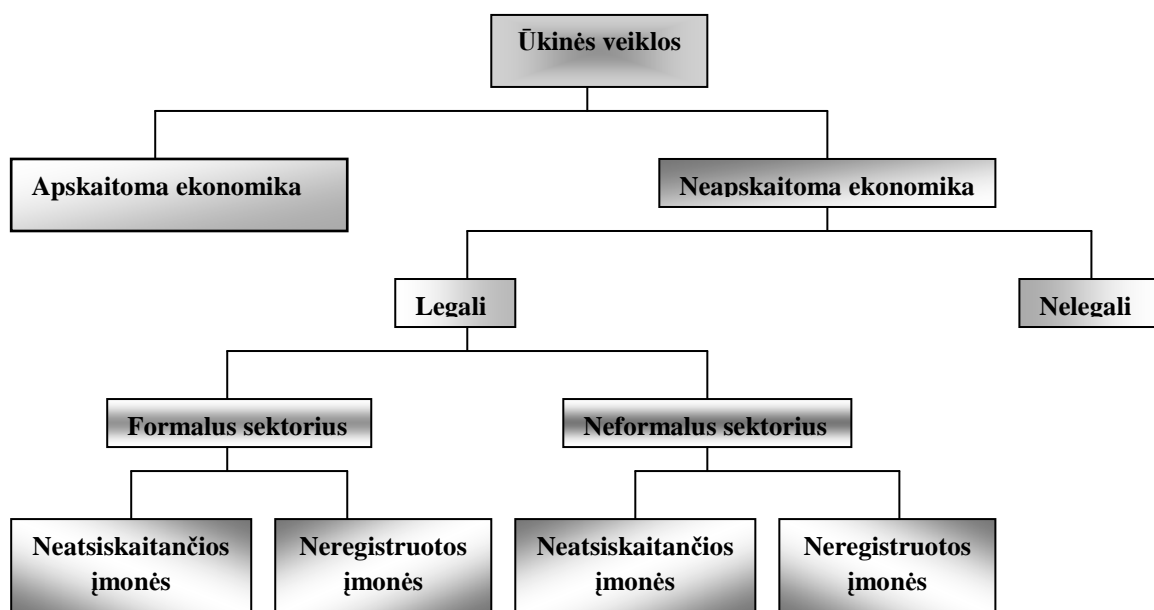 Ūkinės veiklos
Apskaitoma ekonomika
Neapskaitoma ekonomika
Legali
Nelegali
Formalus sektorius
Neformalus sektorius
Neatsiskaitančios
įmonės
Neregistruotos
įmonės
Neatsiskaitančios
įmonės
Neregistruotos
įmonės